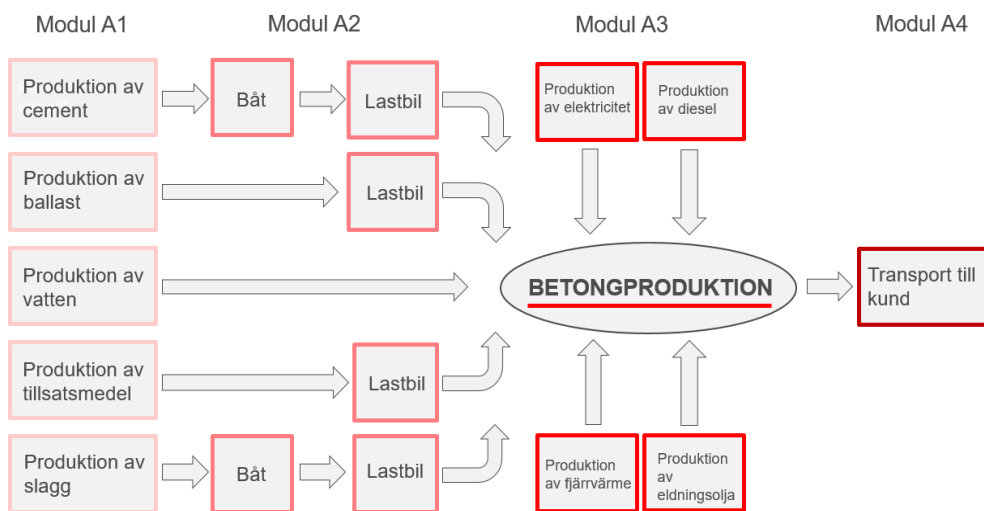 Modul A1
Modul A2
Modul A3
Modul A4
Produktion av
cement
Båt
Lastbil
Produktion
av elektricitet
Produktion
av diesel
Produktion av
ballast
Lastbil
Produktion av
vatten
BETONGPRODUKTION
Transport till
kund
Produktion av
tillsatsmedel
Lastbil
Produktion av
slagg
Båt
Lastbil
Produktion
av fjärrvärme
Produktion
av
eldningsolja